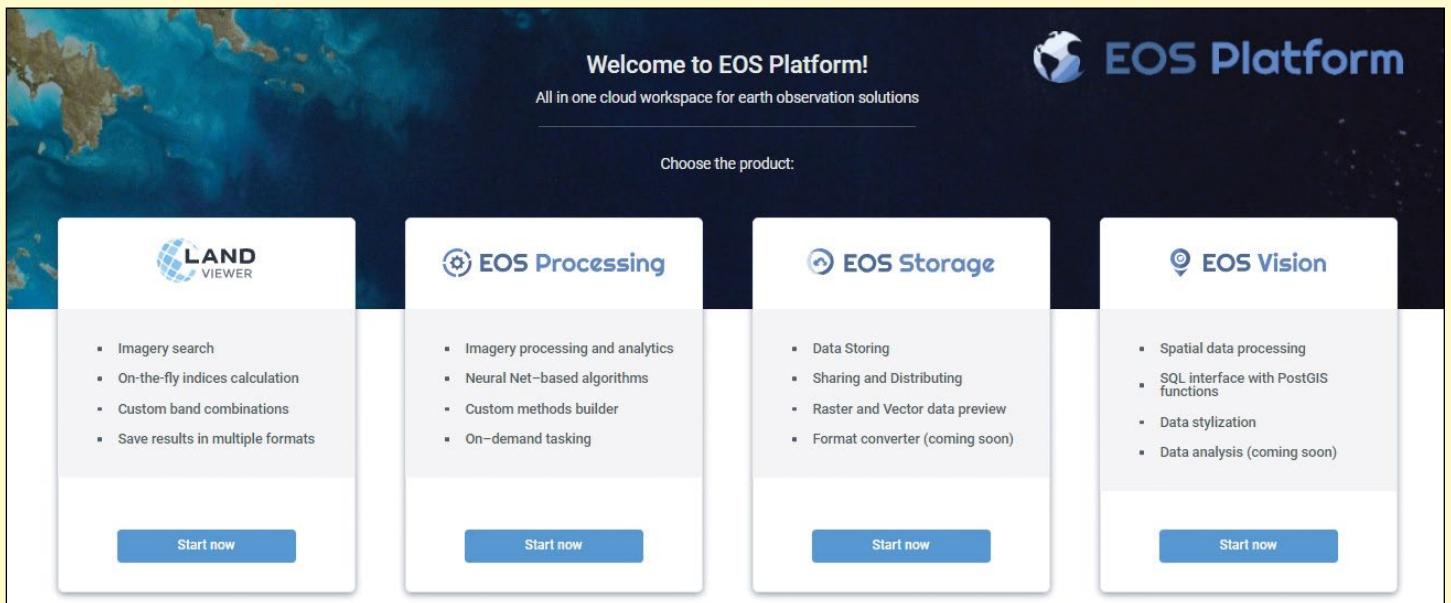 Welcome to EOS Platform!
EOS Platform
All in one cloud workspace for earth observation solutions
Choose the product:
LAND
VIEWER
Imagery search
On-the-fly indices calculation
Custom band combinations
Save results in multiple formats
Start now
EOS Processing
Imagery processing and analytics
Neural Net–based algorithms
Custom methods builder
On–demand tasking
Start now
EOS Storage
Data Storing
Sharing and Distributing
Raster and Vector data preview
Format converter (coming soon)
Start now
EOS Vision
Spatial data processing
SQL interface with PostGIS
functions
Data stylization
Data analysis (coming soon)
Start now